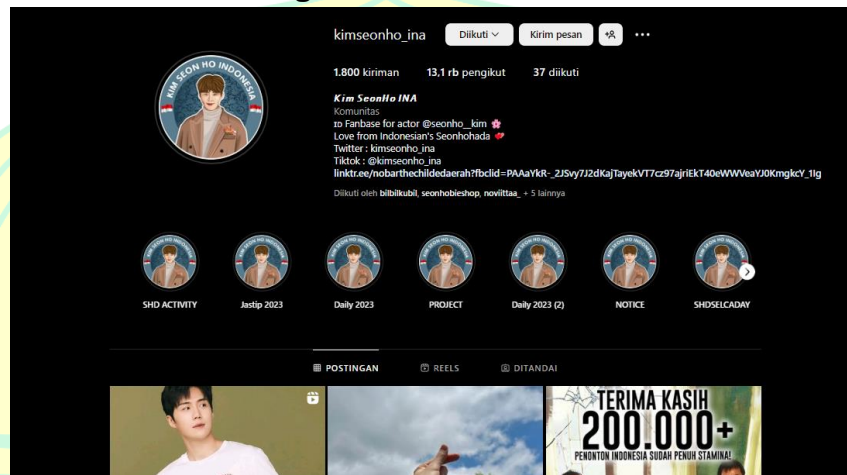 kimseonho_ina Diikuti Kirim pesan
1.800 kiriman 13,1 rb pengikut 37 diikuti
Kim SeonHo INA
Komunitas
ID Fanbase for actor @seonho__kim 🌸
Love from Indonesian's Seonhohada 💕
Twitter : kimseonho_ina
Tiktok : @kimseonho_ina
linktr.ee/nobarthechildedaerah?fbclid=PAAaYkR-_2JSvy7J2dKajTayekVT7cz97ajriEkT40eWWVeaYJ0KmgkcY_1Ig
Diikuti oleh bilbilkubil, seonhobieshop, noviittaa_ + 5 lainnya
KIM SEON HO INDONESIA
SHD ACTIVITY Jastip 2023 Daily 2023 PROJECT Daily 2023 (2) NOTICE SHDSELCADAY
POSTINGAN REELS DITANDAI
TERIMA KASIH
200.000+
PENONTON INDONESIA SUDAH PENUH STAMINA!